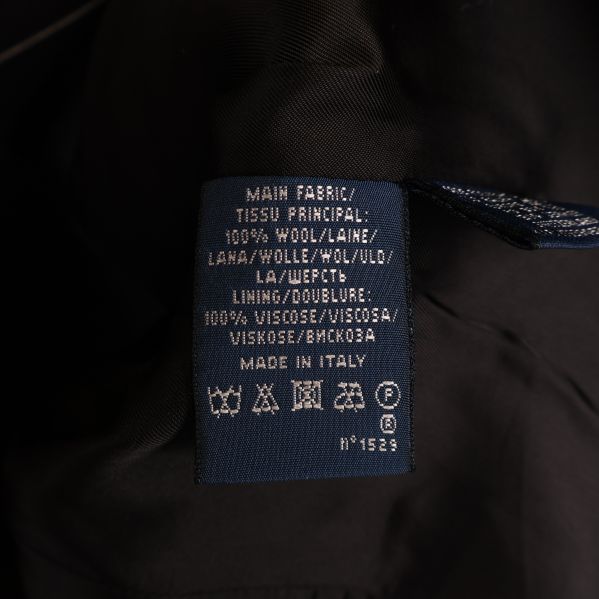 MAIN FABRIC/
TISSU PRINCIPAL:
100% WOOL/LAINE/
LANA/WOLLE/WOL/ULD/
LA/ШЕРСТЬ
LINING/DOUBLURE:
100% VISCOSE/VISCOSA/
VISKOSE/ВИСКОЗА
MADE IN ITALY
P
R
n°1529